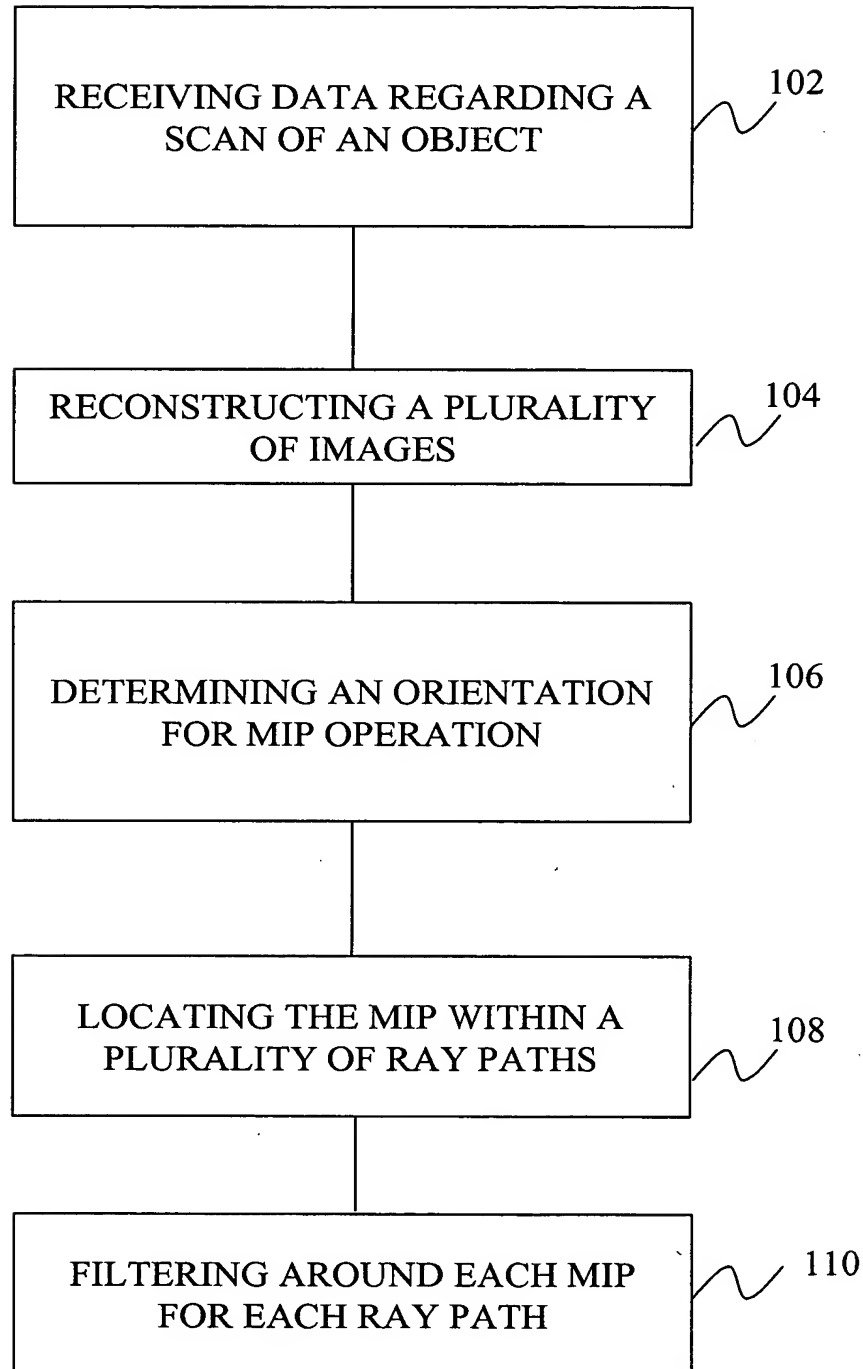 RECEIVING DATA REGARDING A
SCAN OF AN OBJECT
102
RECONSTRUCTING A PLURALITY
OF IMAGES
104
DETERMINING AN ORIENTATION
FOR MIP OPERATION
106
LOCATING THE MIP WITHIN A
PLURALITY OF RAY PATHS
108
FILTERING AROUND EACH MIP
FOR EACH RAY PATH
110